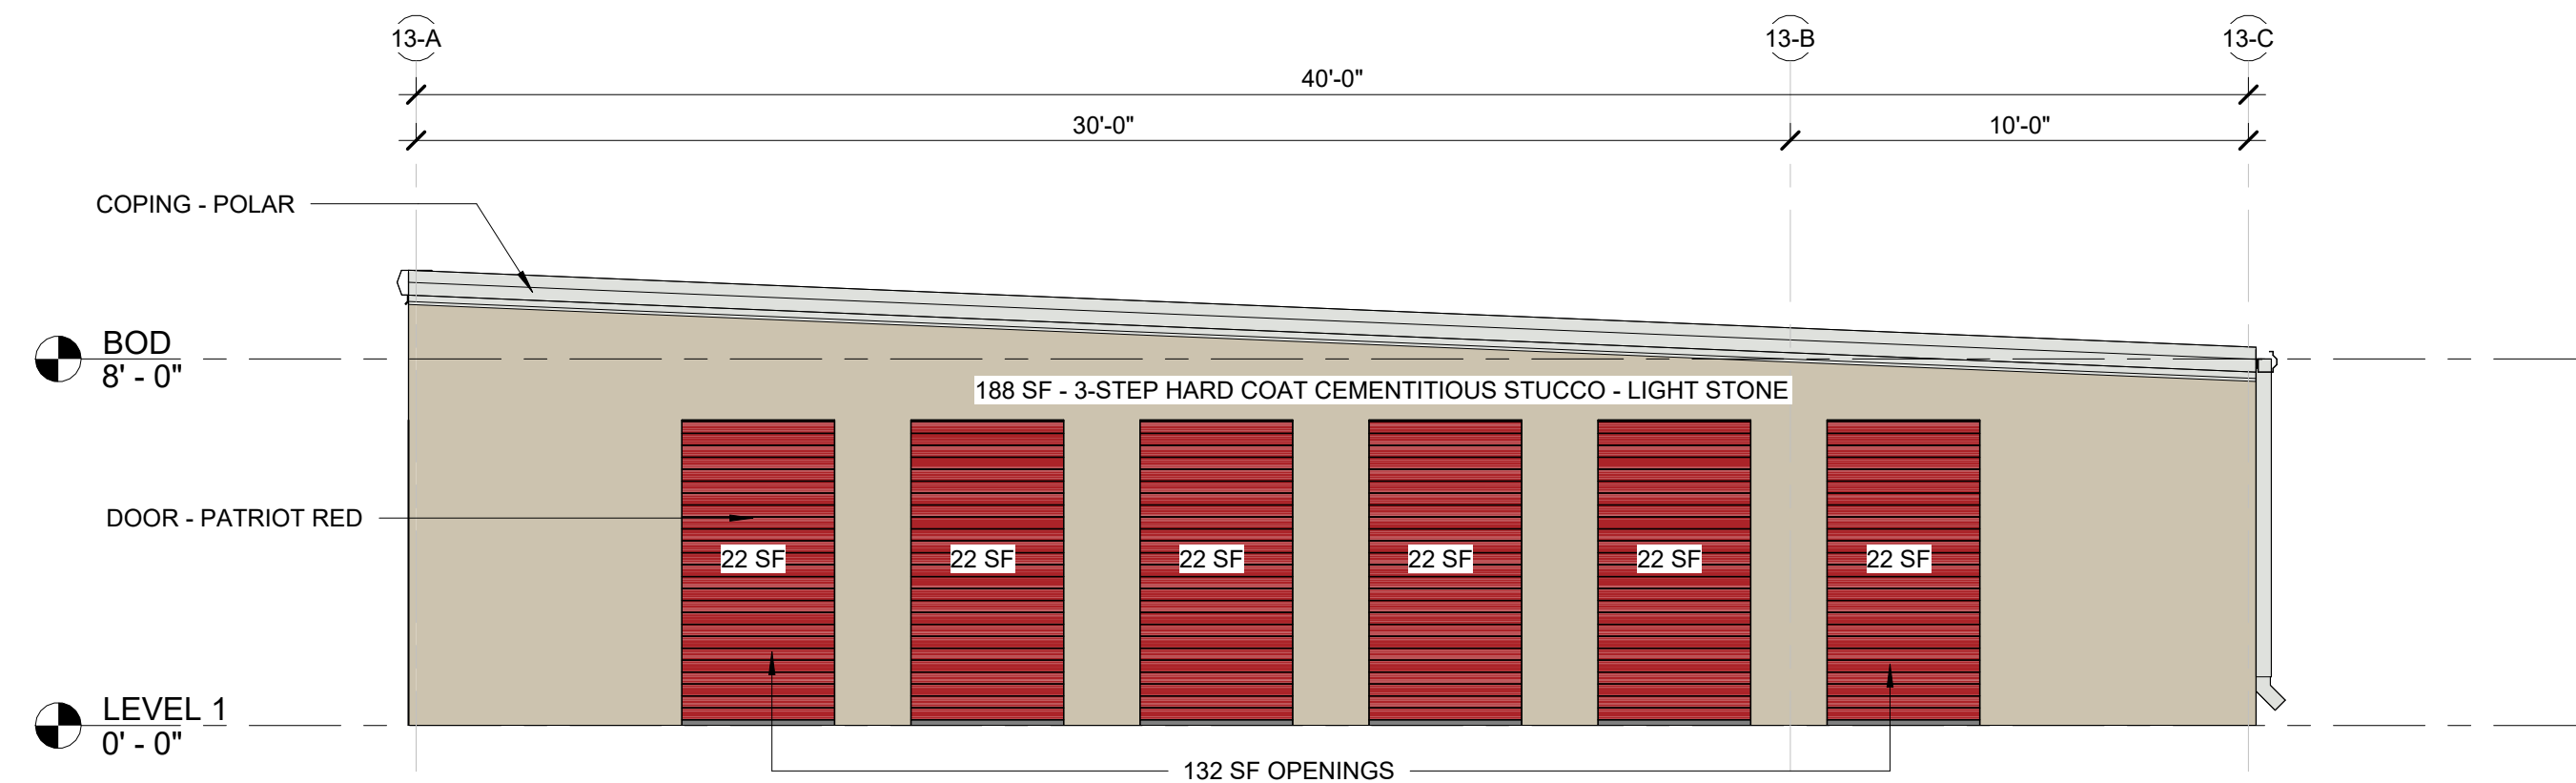 13-A
13-B
13-C
40'-0"
30'-0"
10'-0"
COPING - POLAR
BOD
8' - 0"
188 SF - 3-STEP HARD COAT CEMENTITIOUS STUCCO - LIGHT STONE
DOOR - PATRIOT RED
22 SF
22 SF
22 SF
22 SF
22 SF
22 SF
LEVEL 1
0' - 0"
132 SF OPENINGS